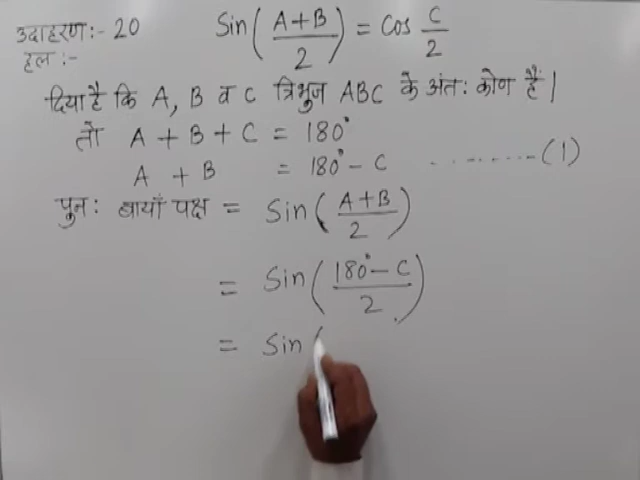 उदाहरण:- 20 Sin(A+B/2) = Cos C/2
हल:-
दिया है कि A, B व C त्रिभुज ABC के अंतः कोण हैं|
तो A + B + C = 180°
A + B = 180° - C ........(1)
पुनः बायाँ पक्ष = Sin(A+B/2)
= Sin(180°-C/2)
= Sin(